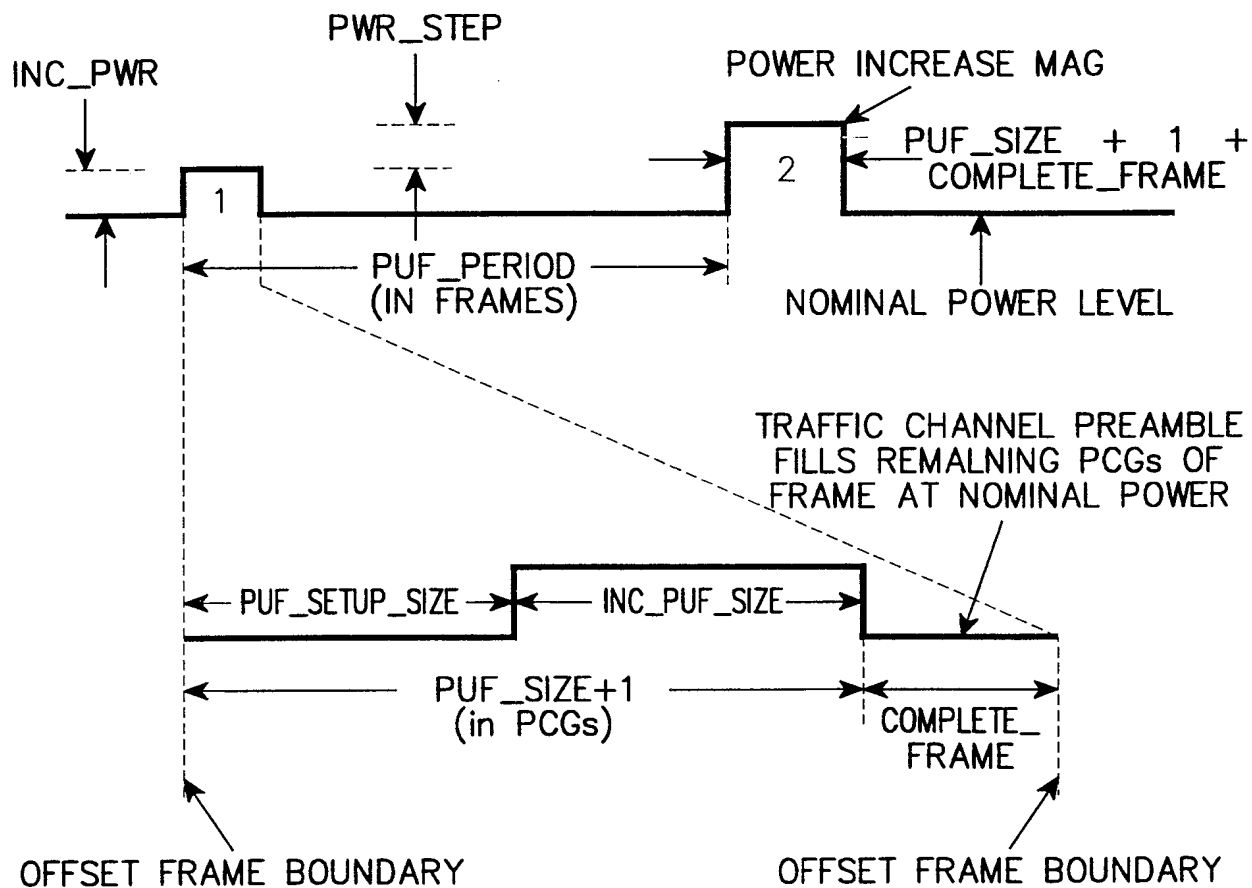 PWR_STEP
INC_PWR
POWER INCREASE MAG
PUF_SIZE + 1 +
COMPLETE_FRAME
1
2
PUF_PERIOD
(IN FRAMES)
NOMINAL POWER LEVEL
TRAFFIC CHANNEL PREAMBLE
FILLS REMALNING PCGs OF
FRAME AT NOMINAL POWER
PUF_SETUP_SIZE
INC_PUF_SIZE
PUF_SIZE+1
(in PCGs)
COMPLETE_
FRAME
OFFSET FRAME BOUNDARY
OFFSET FRAME BOUNDARY